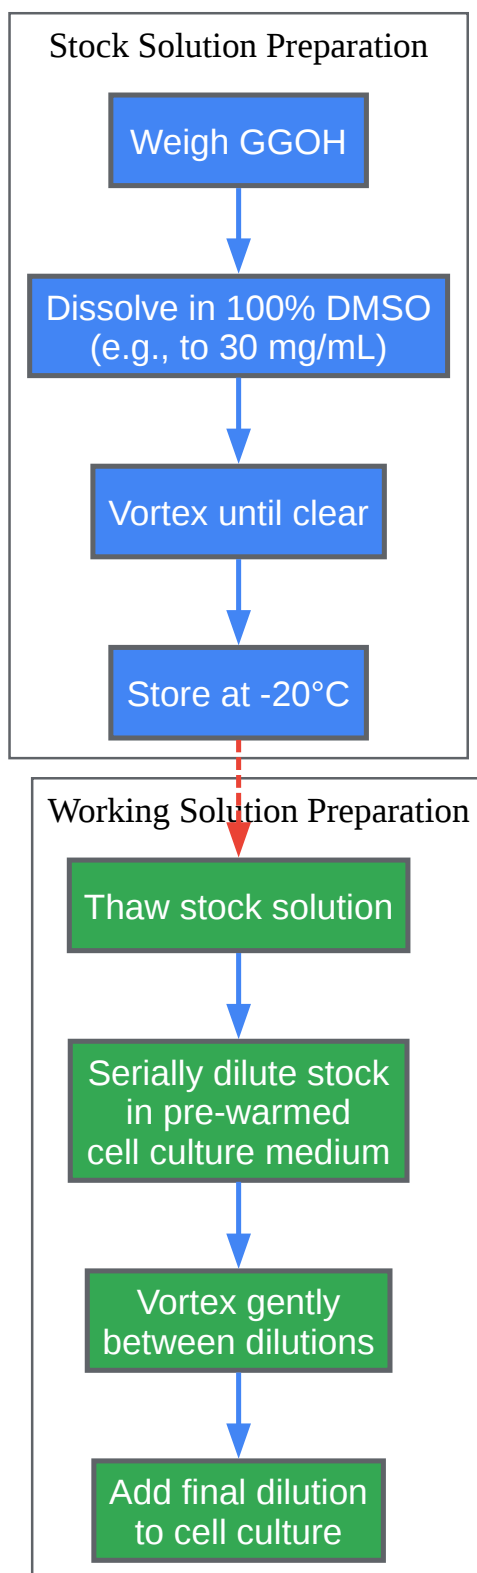 Stock Solution Preparation
Weigh GGOH
Dissolve in 100% DMSO
(e.g., to 30 mg/mL)
Vortex until clear
Store at -20°C
Working Solution Preparation
Thaw stock solution
Serially dilute stock
in pre-warmed
cell culture medium
Vortex gently
between dilutions
Add final dilution
to cell culture